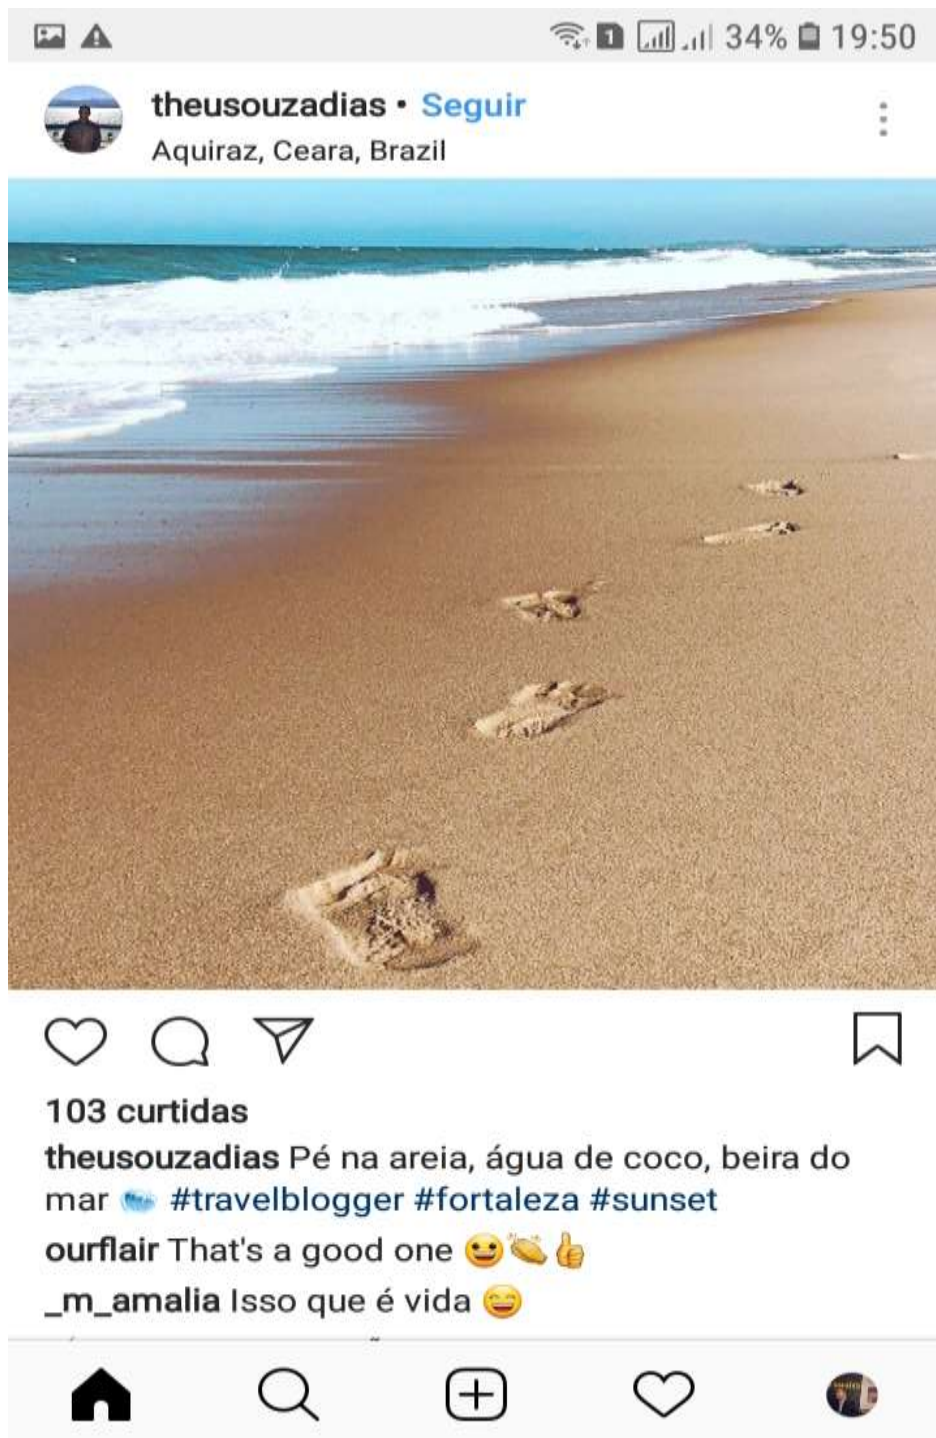 34% 19:50
theusouzadias • Seguir
Aquiraz, Ceara, Brazil
103 curtidas
theusouzadias Pé na areia, água de coco, beira do
mar 🌊 #travelblogger #fortaleza #sunset
ourflair That's a good one 😀👏👍
_m_amalia Isso que é vida 😄